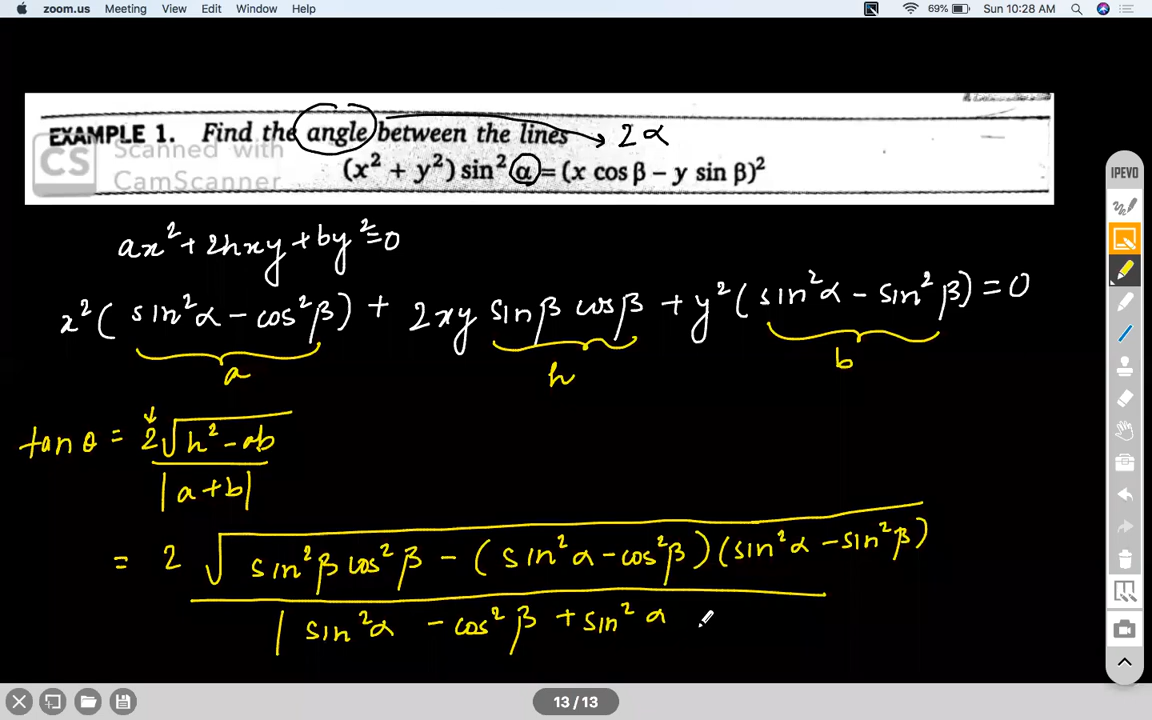 zoom.us Meeting View Edit Window Help 69% Sun 10:28 AM
EXAMPLE 1. Find the angle between the lines → 2α
Scanned with
(x² + y²) sin² α = (x cos β – y sin β)²
CS CamScanner
IPEVO
ax² + 2hxy + by² = 0
x² ( sin²α – cos²β ) + 2xy sinβ cosβ + y² ( sin²α – sin²β ) = 0
a h b
tan θ = 2√h² – ab
|a+b|
= 2 √ sin²β cos²β – ( sin²α – cos²β ) ( sin²α – sin²β )
| sin²α – cos²β + sin²α
13 / 13